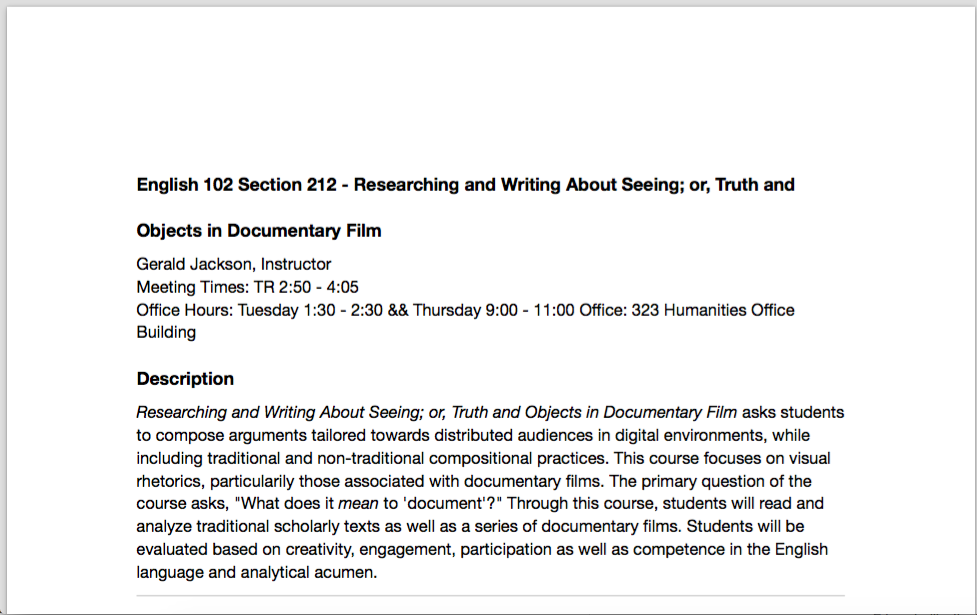 English 102 Section 212 - Researching and Writing About Seeing; or, Truth and
Objects in Documentary Film
Gerald Jackson, Instructor
Meeting Times: TR 2:50 - 4:05
Office Hours: Tuesday 1:30 - 2:30 && Thursday 9:00 - 11:00 Office: 323 Humanities Office
Building
Description
Researching and Writing About Seeing; or, Truth and Objects in Documentary Film asks students
to compose arguments tailored towards distributed audiences in digital environments, while
including traditional and non-traditional compositional practices. This course focuses on visual
rhetorics, particularly those associated with documentary films. The primary question of the
course asks, "What does it mean to 'document'?" Through this course, students will read and
analyze traditional scholarly texts as well as a series of documentary films. Students will be
evaluated based on creativity, engagement, participation as well as competence in the English
language and analytical acumen.